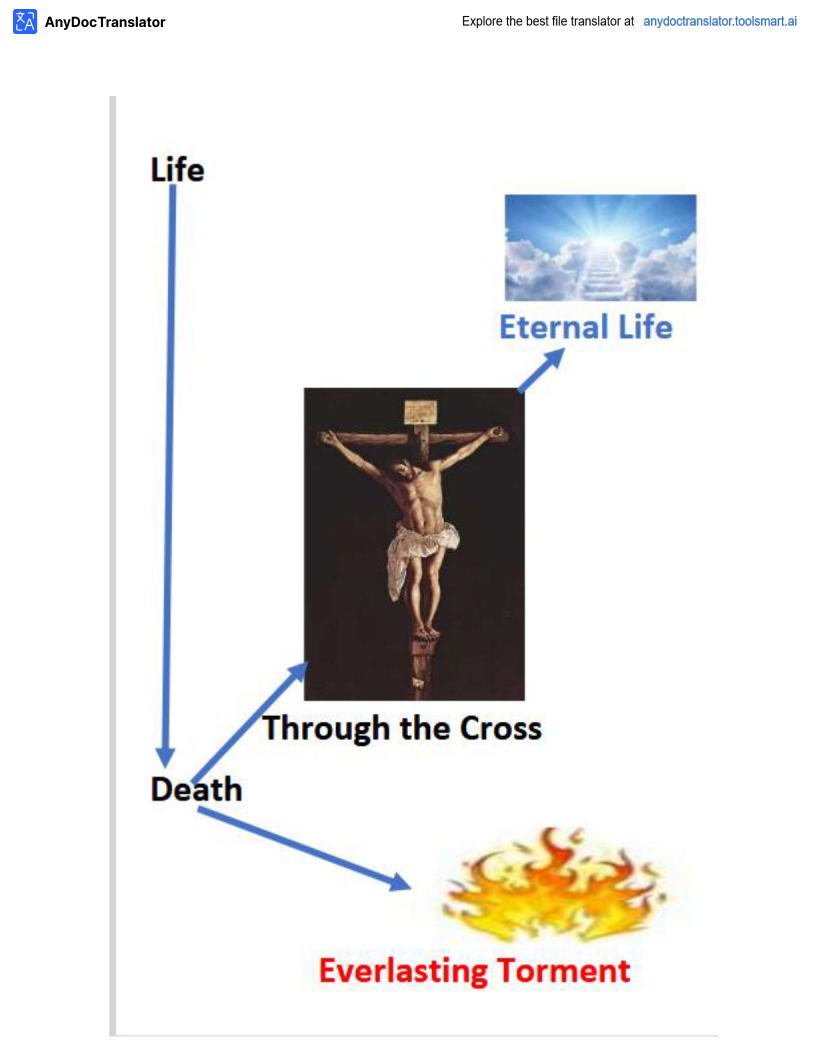 AnyDocTranslator
Explore the best file translator at anydoctranslator.toolsmart.ai
Life
Eternal Life
Through the Cross
Death
Everlasting Torment